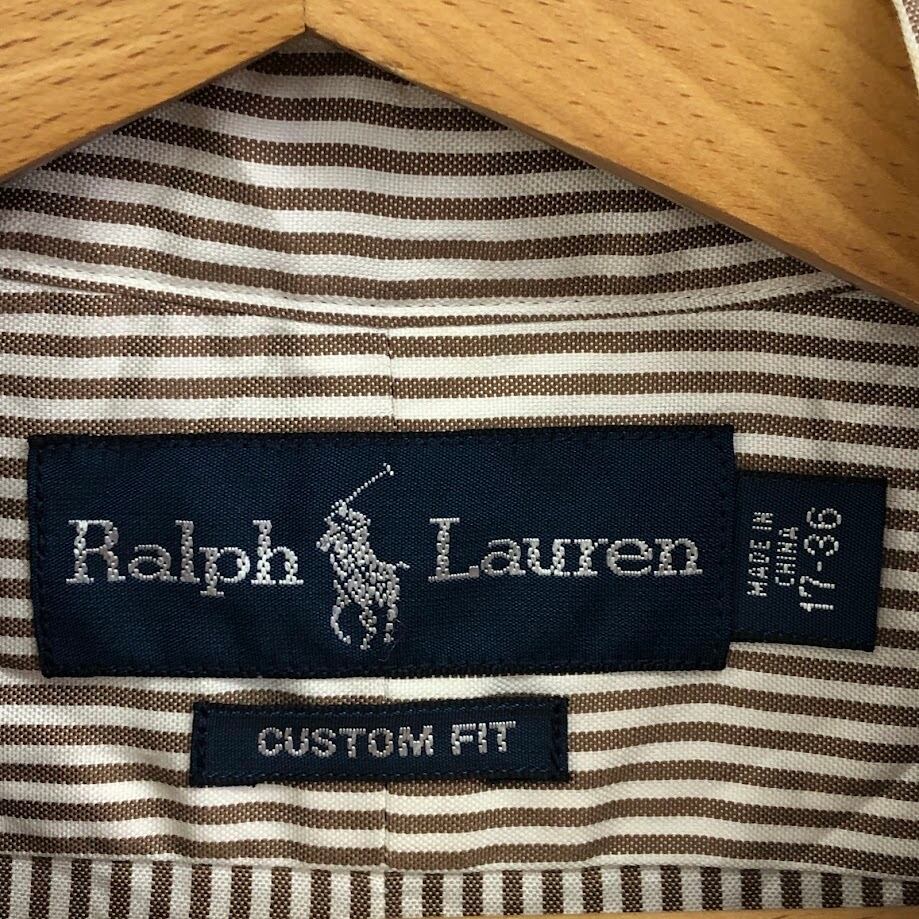 Ralph Lauren
MADE IN
CHINA
17-36
CUSTOM FIT